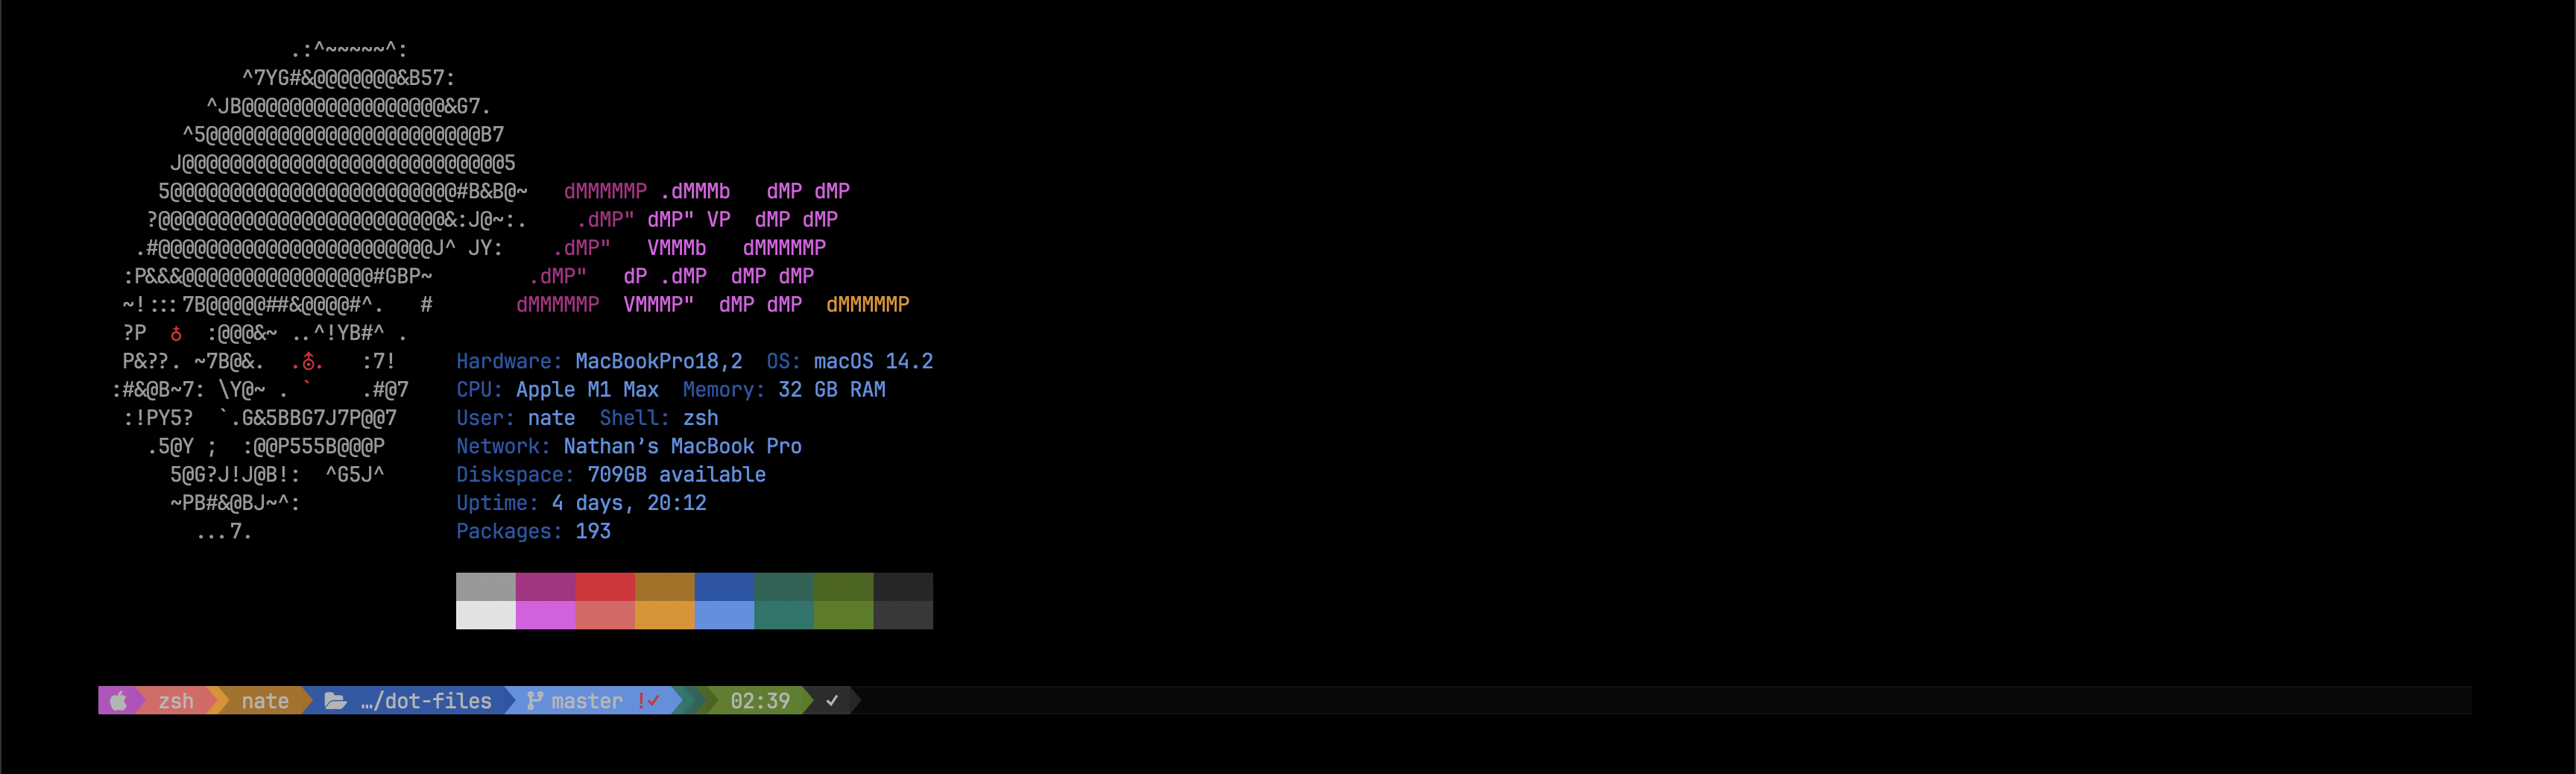 .:^~~~~~^:
^7YG#&@@@@@@@&B57:
^JB@@@@@@@@@@@@@@@@@&G7.
^5@@@@@@@@@@@@@@@@@@@@@@@B7
J@@@@@@@@@@@@@@@@@@@@@@@@@@@5
5@@@@@@@@@@@@@@@@@@@@@@@@#B&B@~   dMMMMMP .dMMMb   dMP dMP
?@@@@@@@@@@@@@@@@@@@@@@@@&:J@~:.    .dMP" dMP" VP  dMP dMP
.#@@@@@@@@@@@@@@@@@@@@@@@J^ JY:    .dMP"   VMMMb   dMMMMMP
:P&&&@@@@@@@@@@@@@@@@#GBP~        .dMP"   dP .dMP  dMP dMP
~!:::7B@@@@@##&@@@@#^.   #       dMMMMMP  VMMMP"  dMP dMP  dMMMMMP
?P  ♁  :@@@&~ ..^!YB#^ .
P&??. ~7B@&.  .⛢.   :7!     Hardware: MacBookPro18,2  OS: macOS 14.2
:#&@B~7: \Y@~ . `    .#@7    CPU: Apple M1 Max  Memory: 32 GB RAM
:!PY5?  `.G&5BBG7J7P@@7     User: nate  Shell: zsh
.5@Y ;  :@@P555B@@@P      Network: Nathan’s MacBook Pro
5@G?J!J@B!:  ^G5J^      Diskspace: 709GB available
~PB#&@BJ~^:             Uptime: 4 days, 20:12
...7.                 Packages: 193
zsh nate …/dot-files master !✓ 02:39 ✓